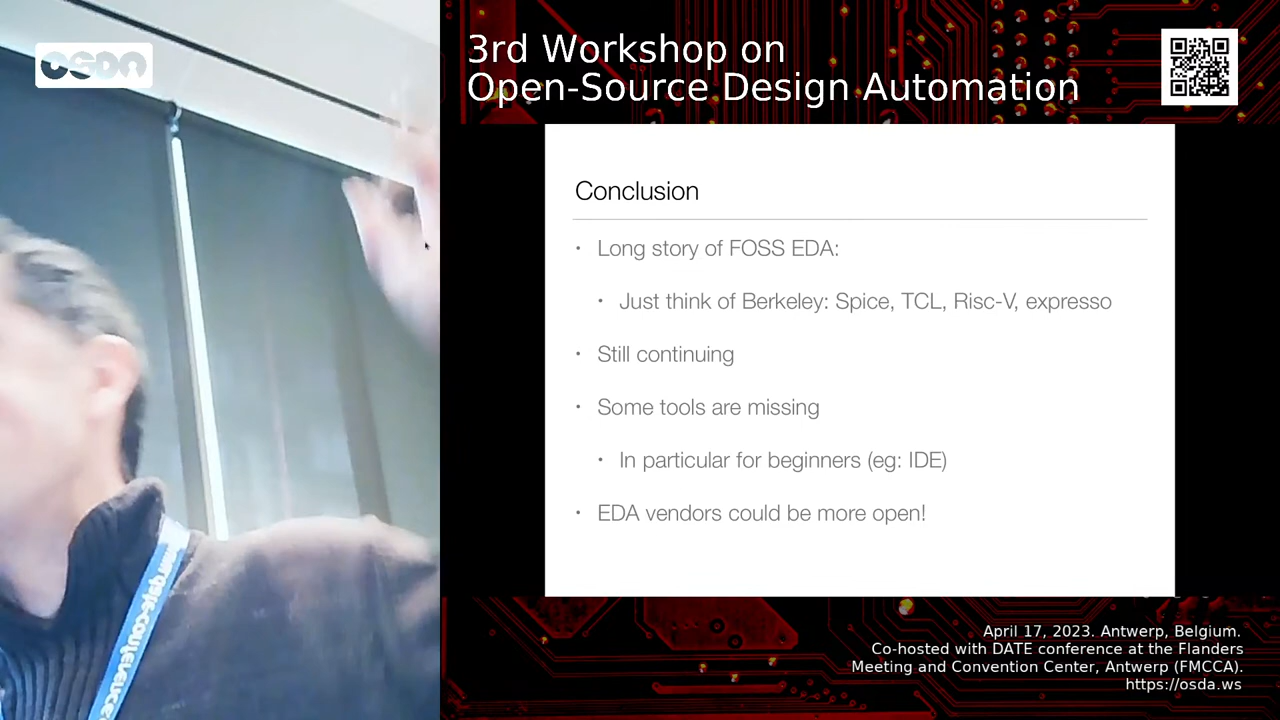 OSDA
3rd Workshop on
Open-Source Design Automation
Conclusion
• Long story of FOSS EDA:
• Just think of Berkeley: Spice, TCL, Risc-V, expresso
• Still continuing
• Some tools are missing
• In particular for beginners (eg: IDE)
• EDA vendors could be more open!
www.date-conference
April 17, 2023. Antwerp, Belgium.
Co-hosted with DATE conference at the Flanders
Meeting and Convention Center, Antwerp (FMCCA).
https://osda.ws